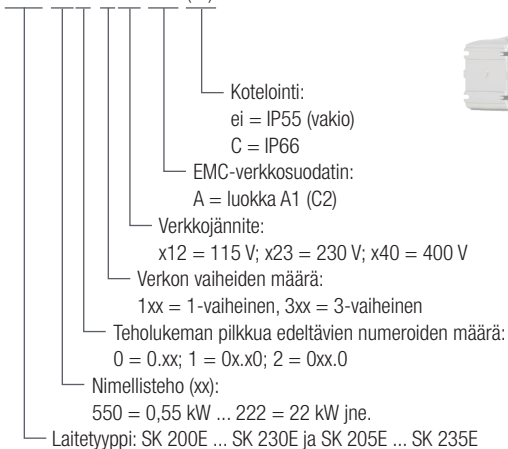 Kotelointi:
ei = IP55 (vakio)
C = IP66
EMC-verkkosuodatin:
A = luokka A1 (C2)
Verkkojännite:
x12 = 115 V; x23 = 230 V; x40 = 400 V
Verkon vaiheiden määrä:
1xx = 1-vaiheinen, 3xx = 3-vaiheinen
Teholukeman pilkkua edeltävien numeroiden määrä:
0 = 0.xx; 1 = 0x.x0; 2 = 0xx.0
Nimellisteho (xx):
550 = 0,55 kW ... 222 = 22 kW jne.
Laitetyyppi: SK 200E ... SK 230E ja SK 205E ... SK 235E